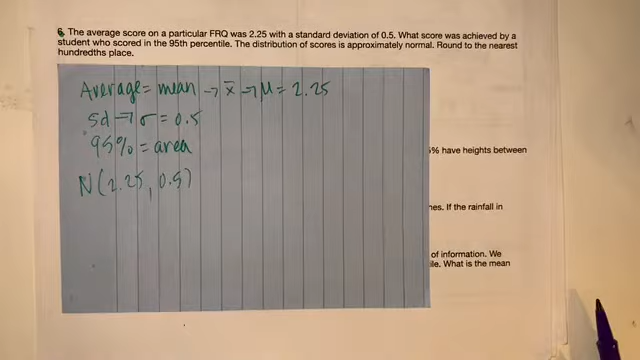 6. The average score on a particular FRQ was 2.25 with a standard deviation of 0.5. What score was achieved by a
student who scored in the 95th percentile. The distribution of scores is approximately normal. Round to the nearest
hundredths place.
Average = mean → x̄ → μ = 2.25
sd → σ = 0.5
95% = area
N(2.25, 0.5)
% have heights between
If the rainfall in
of information. We
What is the mean